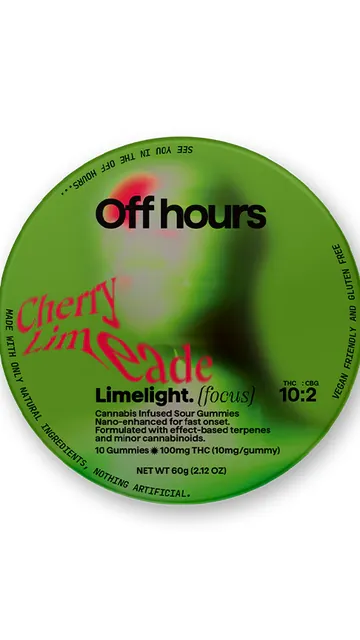 SEE YOU IN THE OFF HOURS...
Off hours
Cherry
Limeade
Limelight. (focus)
THC :CBG
10:2
Cannabis Infused Sour Gummies
Nano-enhanced for fast onset.
Formulated with effect-based terpenes
and minor cannabinoids.
10 Gummies ✹ 100mg THC (10mg/gummy)
NET WT 60g (2.12 OZ)
MADE WITH ONLY NATURAL INGREDIENTS, NOTHING ARTIFICIAL.
VEGAN FRIENDLY AND GLUTEN FREE